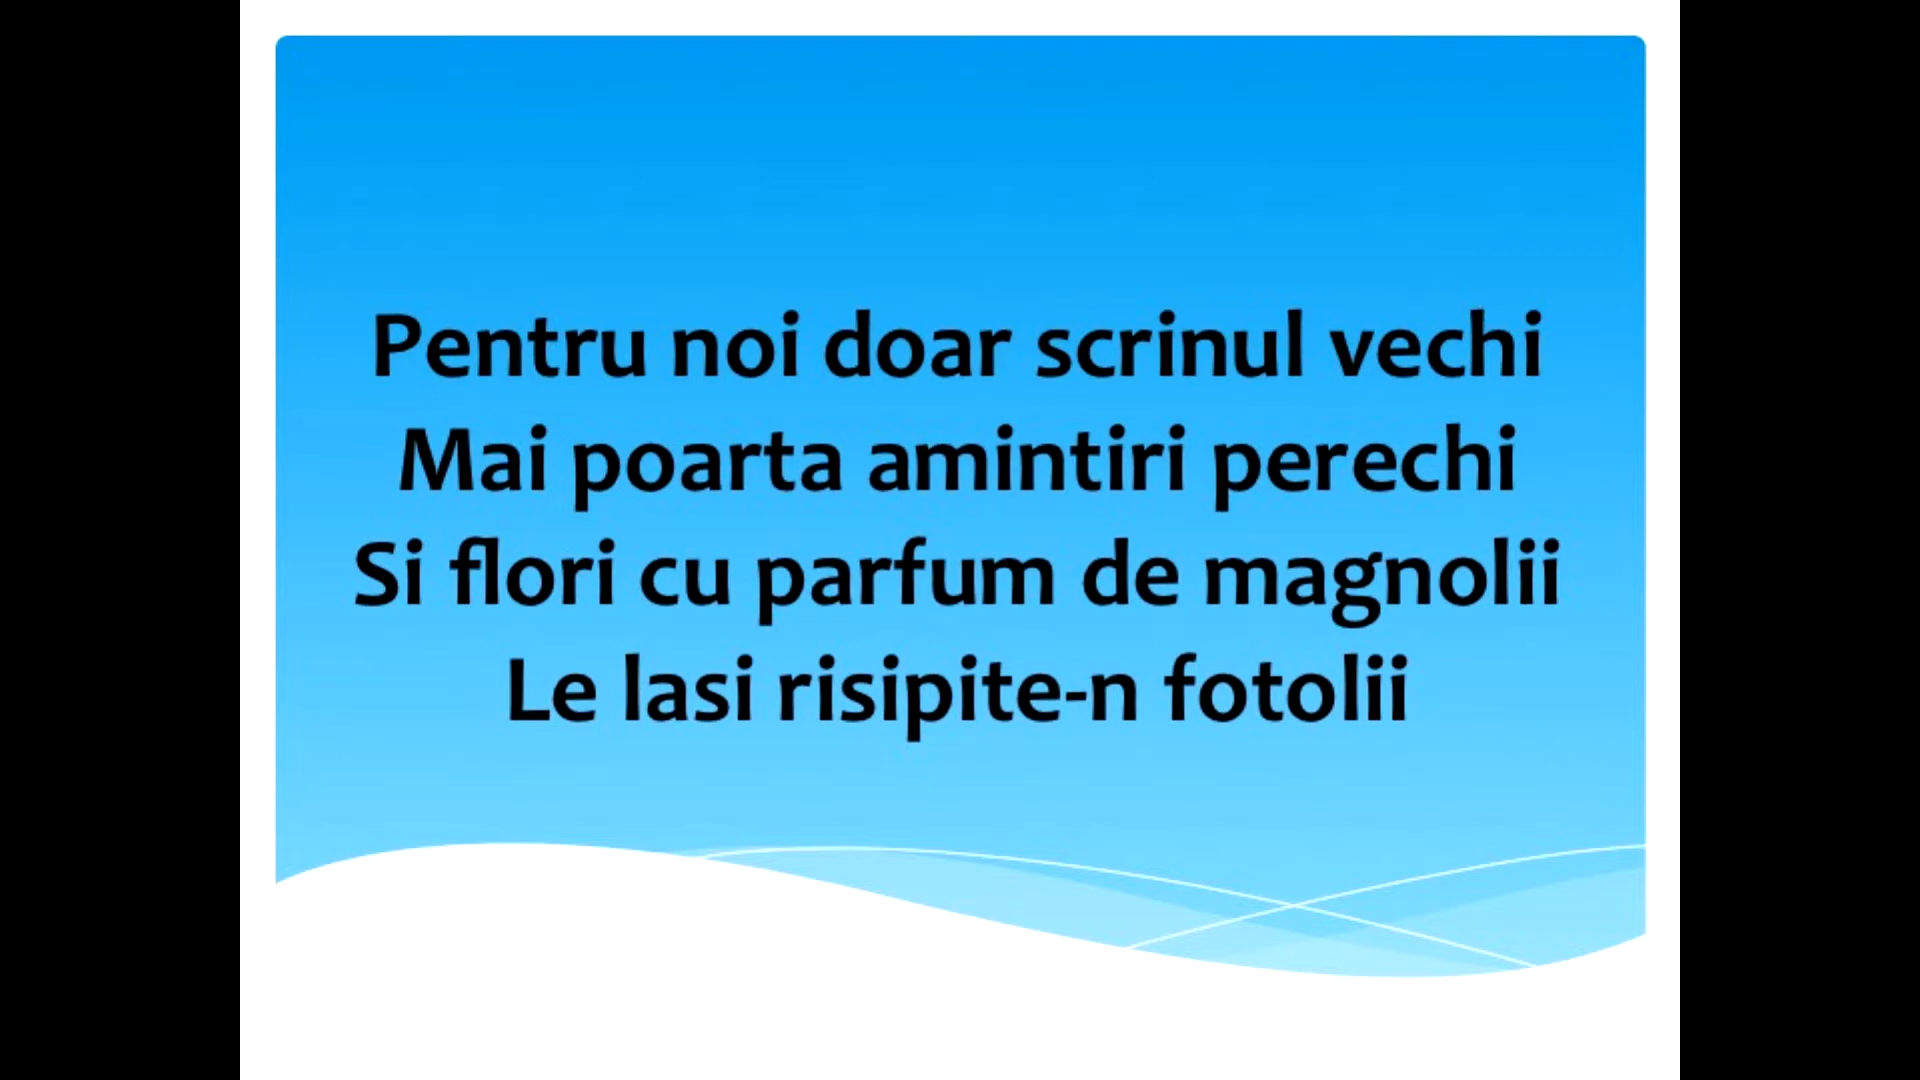 Pentru noi doar scrinul vechi
Mai poarta amintiri perechi
Si flori cu parfum de magnolii
Le lasi risipite-n fotolii